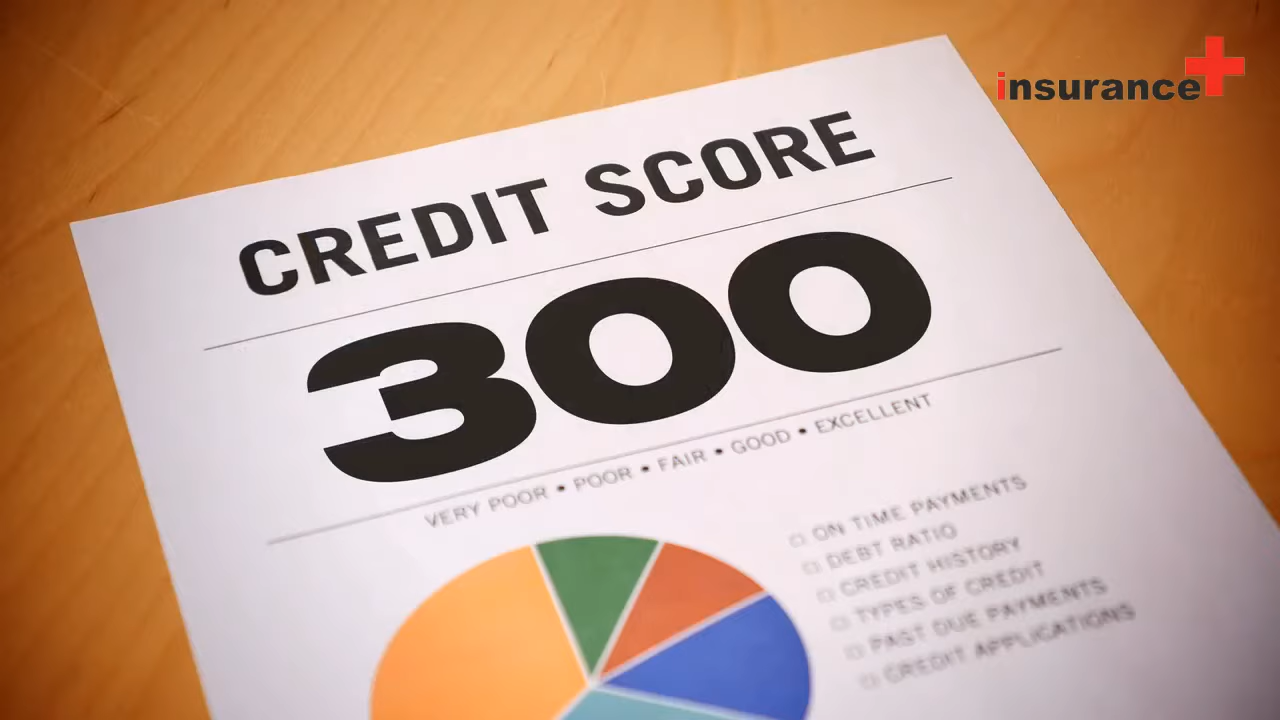 insurance
CREDIT SCORE
300
VERY POOR • POOR • FAIR • GOOD • EXCELLENT
ON TIME PAYMENTS
DEBT RATIO
CREDIT HISTORY
TYPES OF CREDIT
PAST DUE PAYMENTS
CREDIT APPLICATIONS